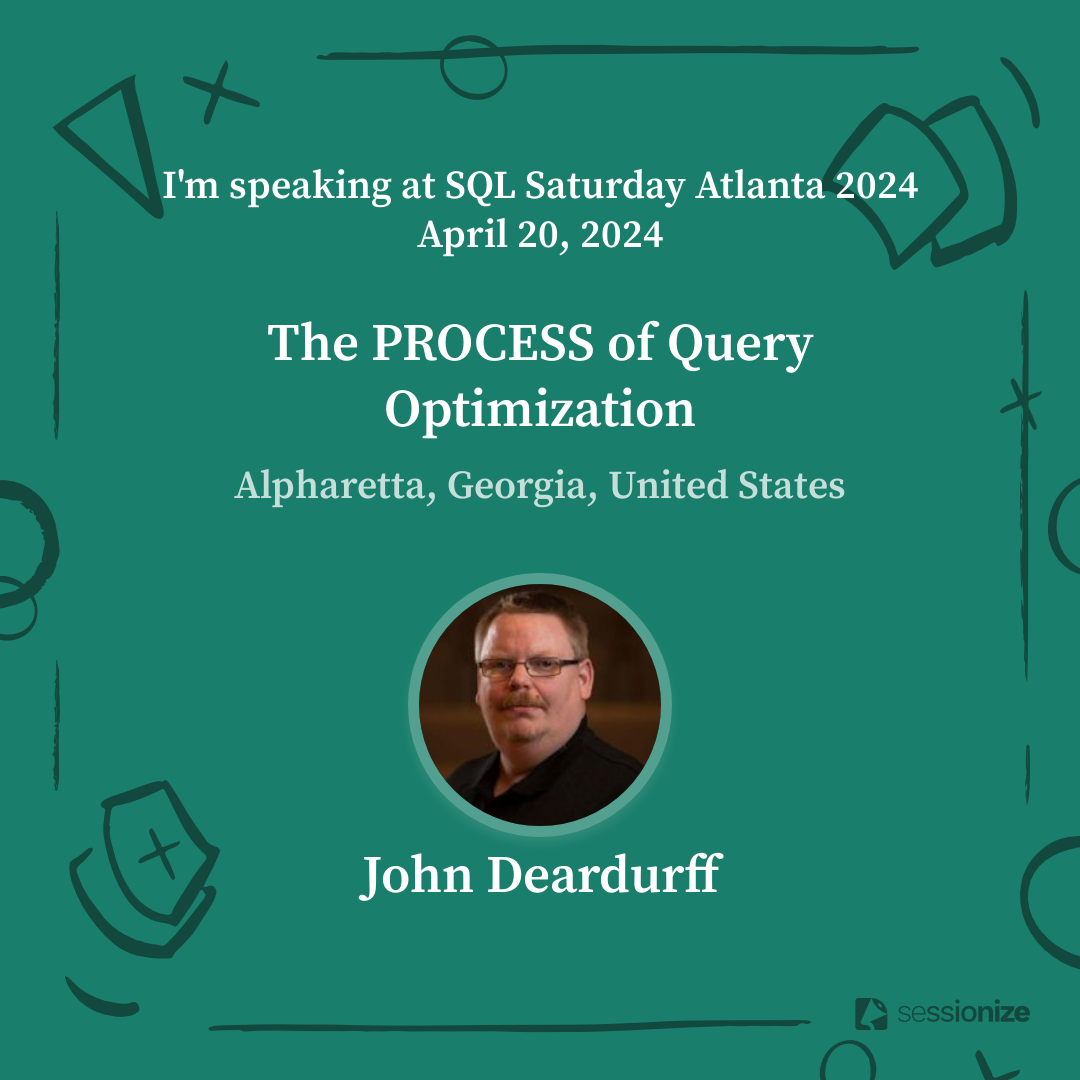 I'm speaking at SQL Saturday Atlanta 2024
April 20, 2024
The PROCESS of Query
Optimization
Alpharetta, Georgia, United States
John Deardurff
sessionize